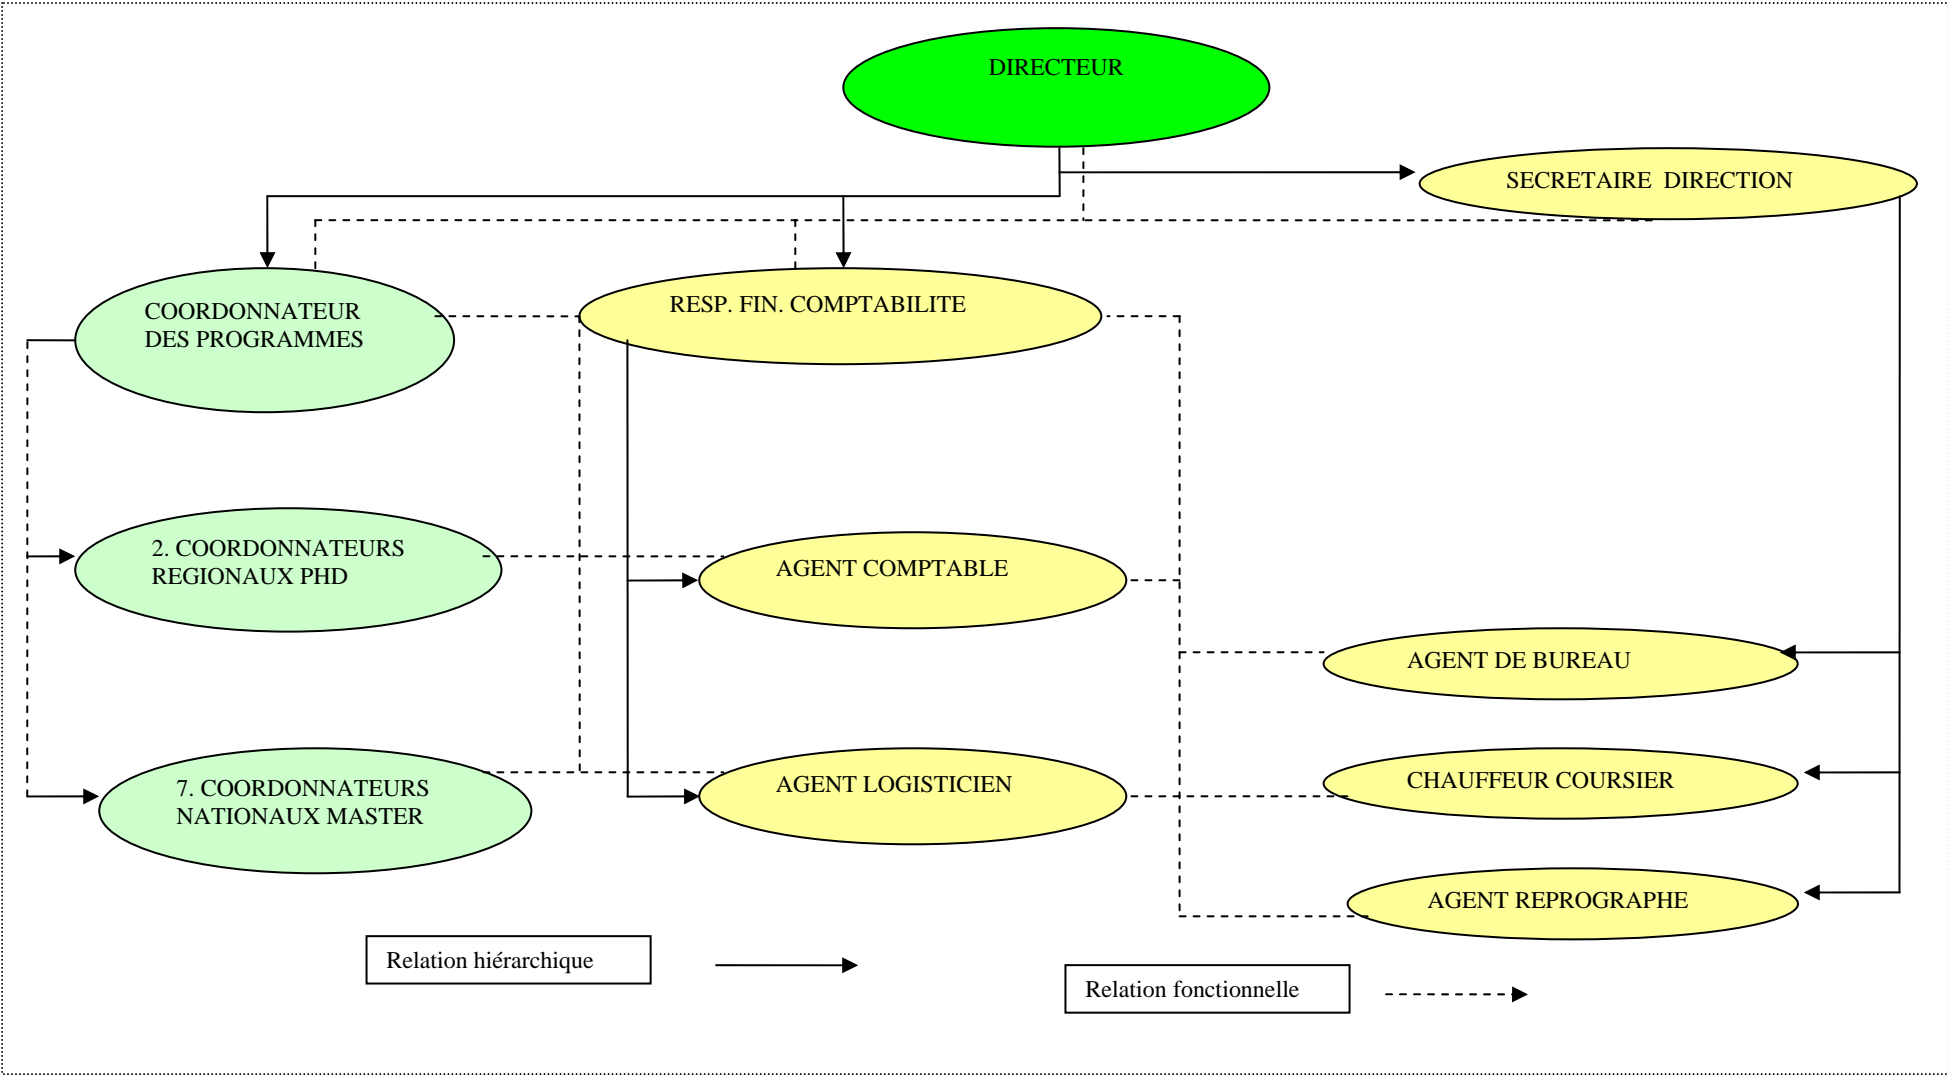 DIRECTEUR
SECRETAIRE  DIRECTION
COORDONNATEUR
DES PROGRAMMES
RESP. FIN. COMPTABILITE
2. COORDONNATEURS
REGIONAUX PHD
AGENT COMPTABLE
AGENT DE BUREAU
7. COORDONNATEURS
NATIONAUX MASTER
AGENT LOGISTICIEN
CHAUFFEUR COURSIER
AGENT REPROGRAPHE
Relation hiérarchique
Relation fonctionnelle